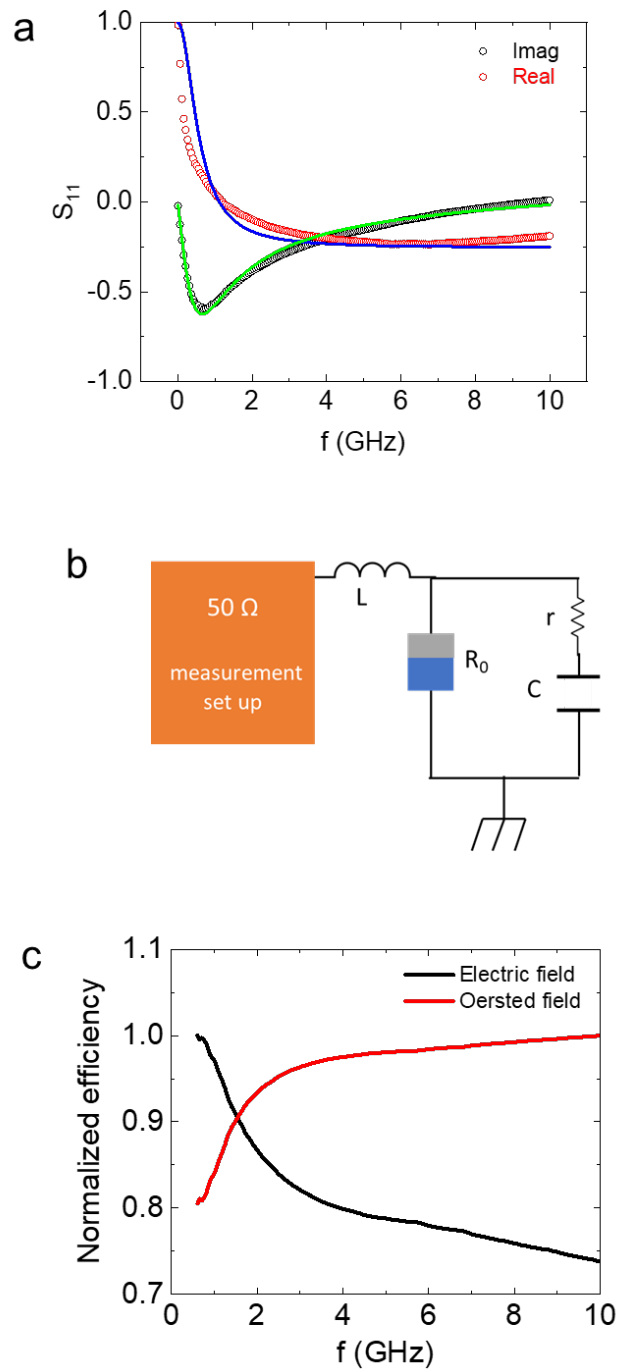 a
1.0
0.5
0.0
-0.5
-1.0
S11
Imag
Real
0 2 4 6 8 10
f (GHz)
b
50 Ω
measurement
set up
L
R0
r
C
c
1.1
1.0
0.9
0.8
0.7
Normalized efficiency
Electric field
Oersted field
0 2 4 6 8 10
f (GHz)